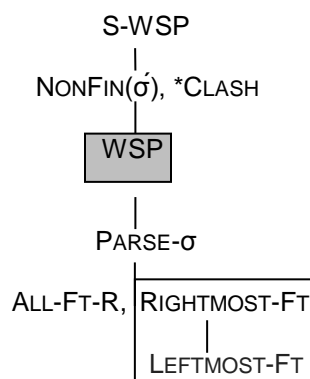 S-WSP
NONFIN(σ́), *CLASH
WSP
PARSE-σ
ALL-FT-R, RIGHTMOST-FT
LEFTMOST-FT